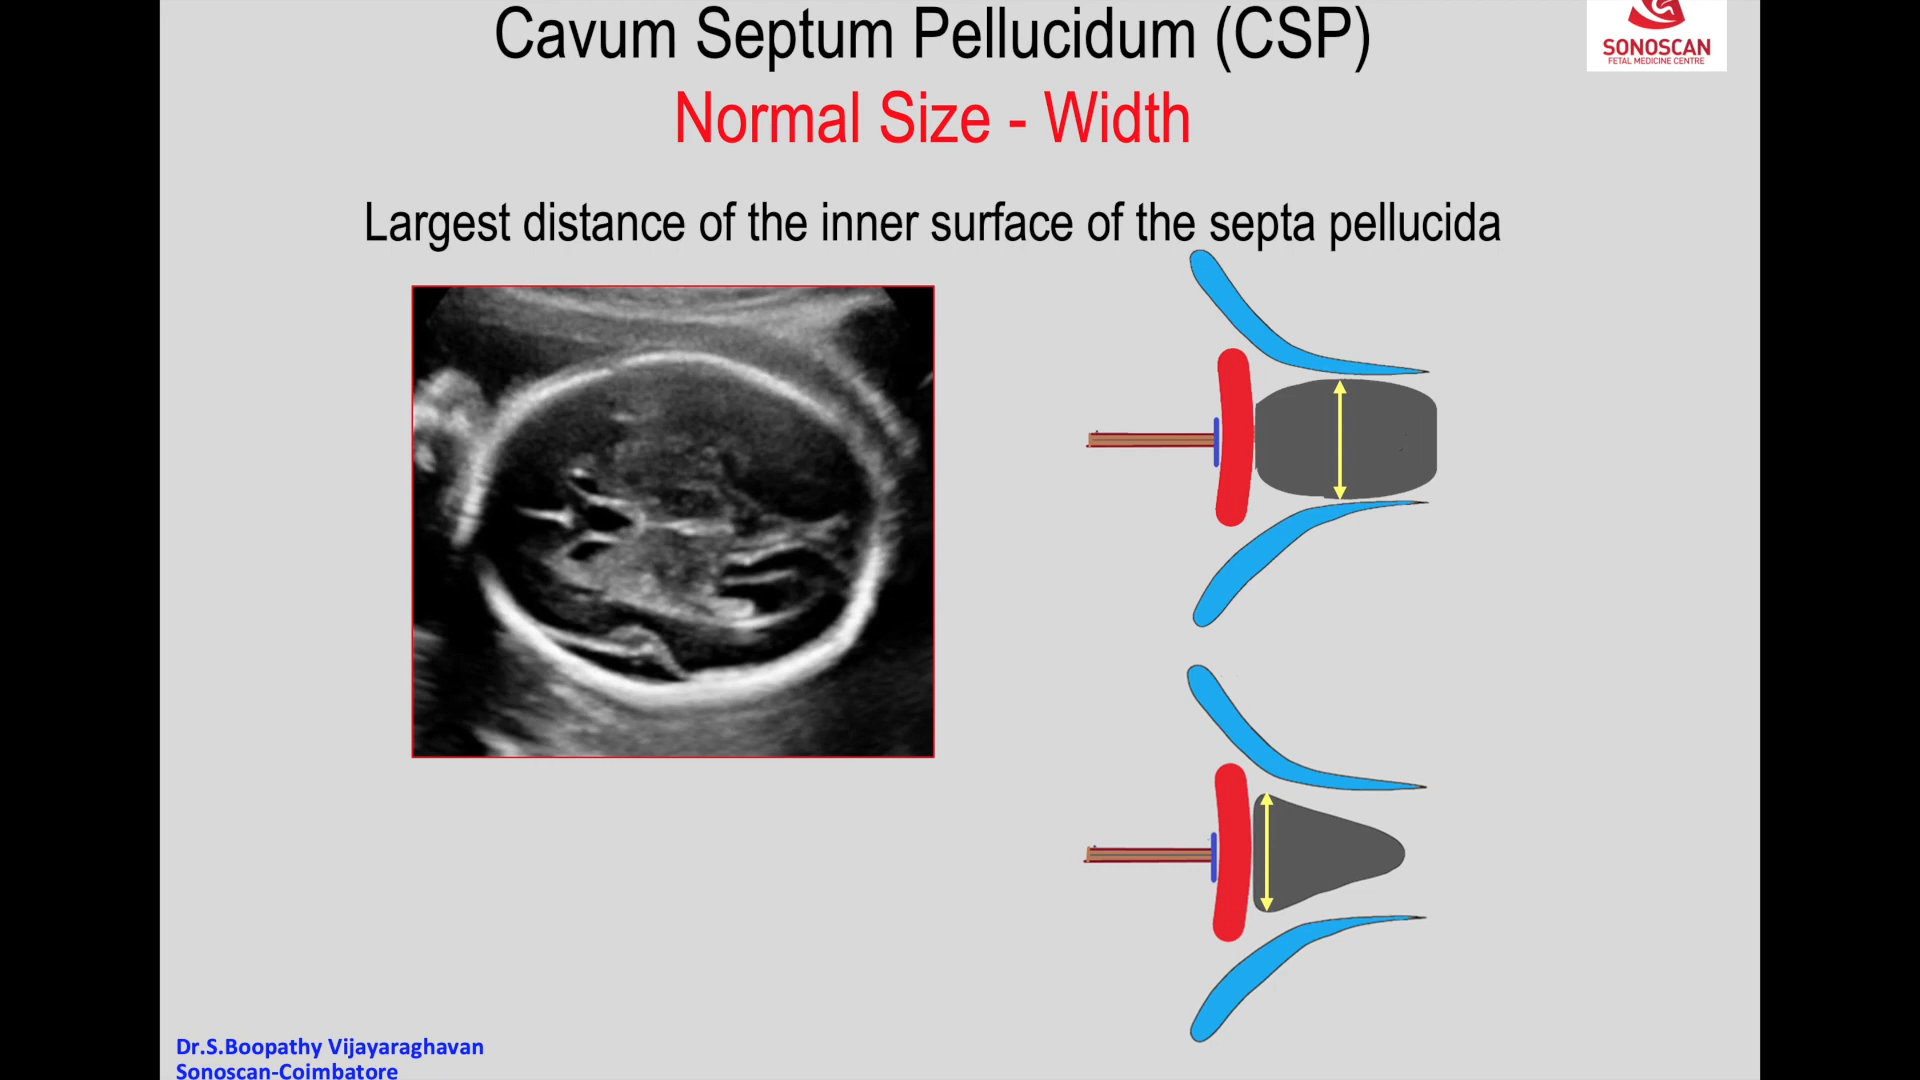 Cavum Septum Pellucidum (CSP)
Normal Size - Width
SONOSCAN
FETAL MEDICINE CENTRE
Largest distance of the inner surface of the septa pellucida
Dr.S.Boopathy Vijayaraghavan
Sonoscan-Coimbatore